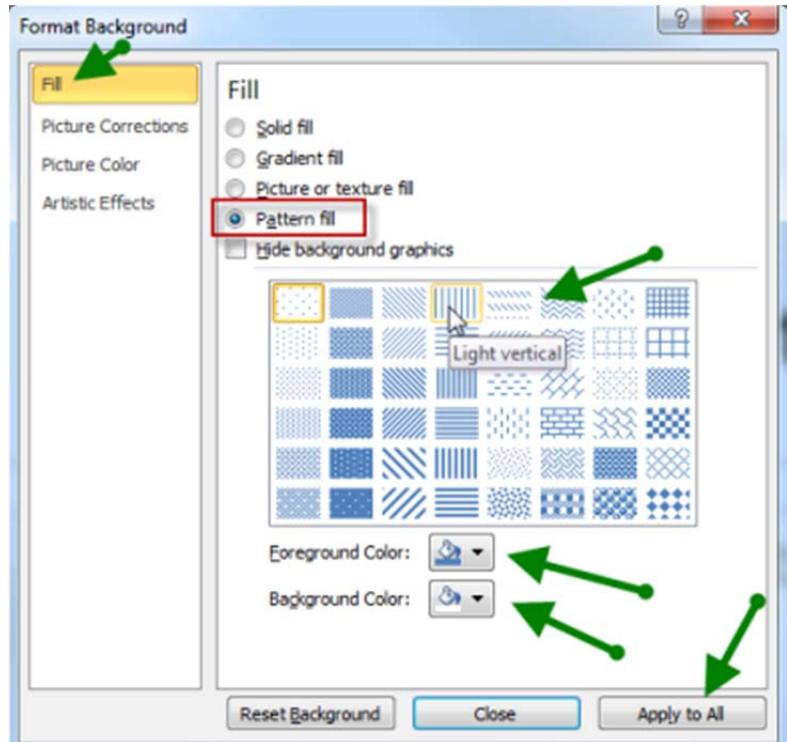 Format Background
Fill
Picture Corrections
Picture Color
Artistic Effects
Fill
Solid fill
Gradient fill
Picture or texture fill
Pattern fill
Hide background graphics
Light vertical
Foreground Color:
Background Color:
Reset Background
Close
Apply to All